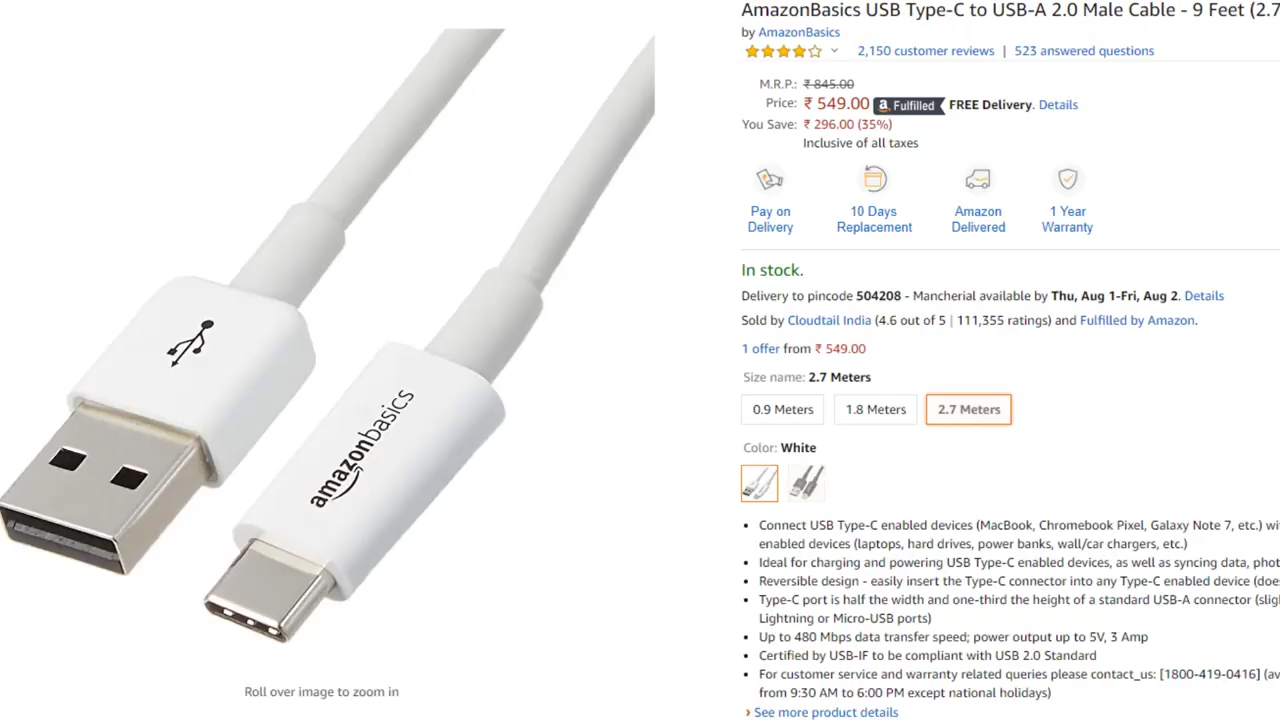 AmazonBasics USB Type-C to USB-A 2.0 Male Cable - 9 Feet (2.7
by AmazonBasics
2,150 customer reviews | 523 answered questions
M.R.P.: ₹ 845.00
Price: ₹ 549.00 a Fulfilled FREE Delivery. Details
You Save: ₹ 296.00 (35%)
Inclusive of all taxes
Pay on Delivery
10 Days Replacement
Amazon Delivered
1 Year Warranty
In stock.
Delivery to pincode 504208 - Mancherial available by Thu, Aug 1-Fri, Aug 2. Details
Sold by Cloudtail India (4.6 out of 5 | 111,355 ratings) and Fulfilled by Amazon.
1 offer from ₹ 549.00
Size name: 2.7 Meters
0.9 Meters 1.8 Meters 2.7 Meters
Color: White
• Connect USB Type-C enabled devices (MacBook, Chromebook Pixel, Galaxy Note 7, etc.) wi
enabled devices (laptops, hard drives, power banks, wall/car chargers, etc.)
• Ideal for charging and powering USB Type-C enabled devices, as well as syncing data, phot
• Reversible design - easily insert the Type-C connector into any Type-C enabled device (doe
• Type-C port is half the width and one-third the height of a standard USB-A connector (slig
Lightning or Micro-USB ports)
• Up to 480 Mbps data transfer speed; power output up to 5V, 3 Amp
• Certified by USB-IF to be compliant with USB 2.0 Standard
• For customer service and warranty related queries please contact_us: [1800-419-0416] (av
from 9:30 AM to 6:00 PM except national holidays)
› See more product details
amazonbasics
Roll over image to zoom in